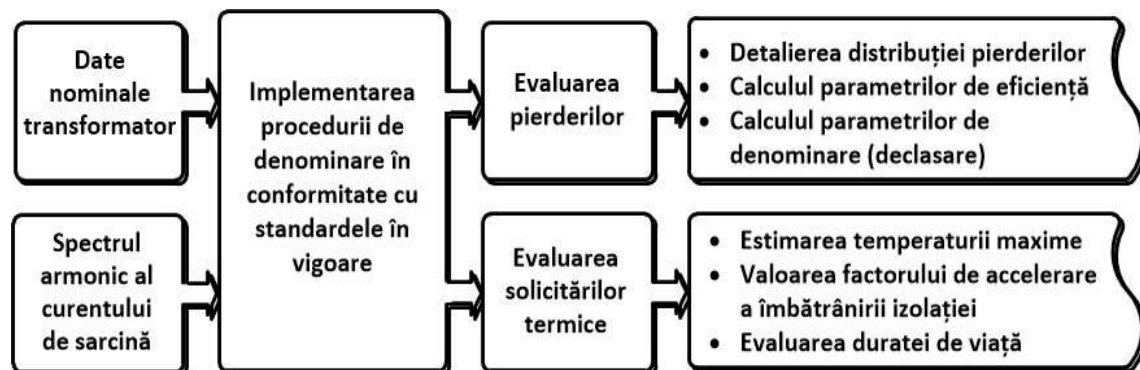 Date
nominale
transformator
Spectrul
armonic al
curentului
de sarcină
Implementarea
procedurii de
denominare în
conformitate cu
standardele în
vigoare
Evaluarea
pierderilor
Evaluarea
solicitărilor
termice
• Detalierea distribuției pierderilor
• Calculul parametrilor de eficiență
• Calculul parametrilor de
denominare (declasare)
• Estimarea temperaturii maxime
• Valoarea factorului de accelerare
a îmbătrânirii izolației
• Evaluarea duratei de viață